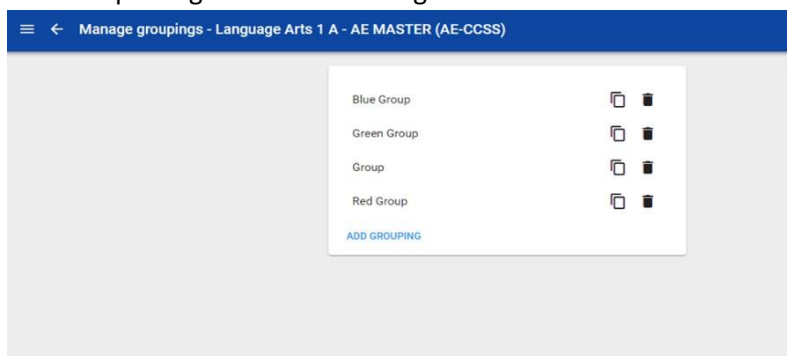 Manage groupings - Language Arts 1 A - AE MASTER (AE-CCSS)
Blue Group
Green Group
Group
Red Group
ADD GROUPING